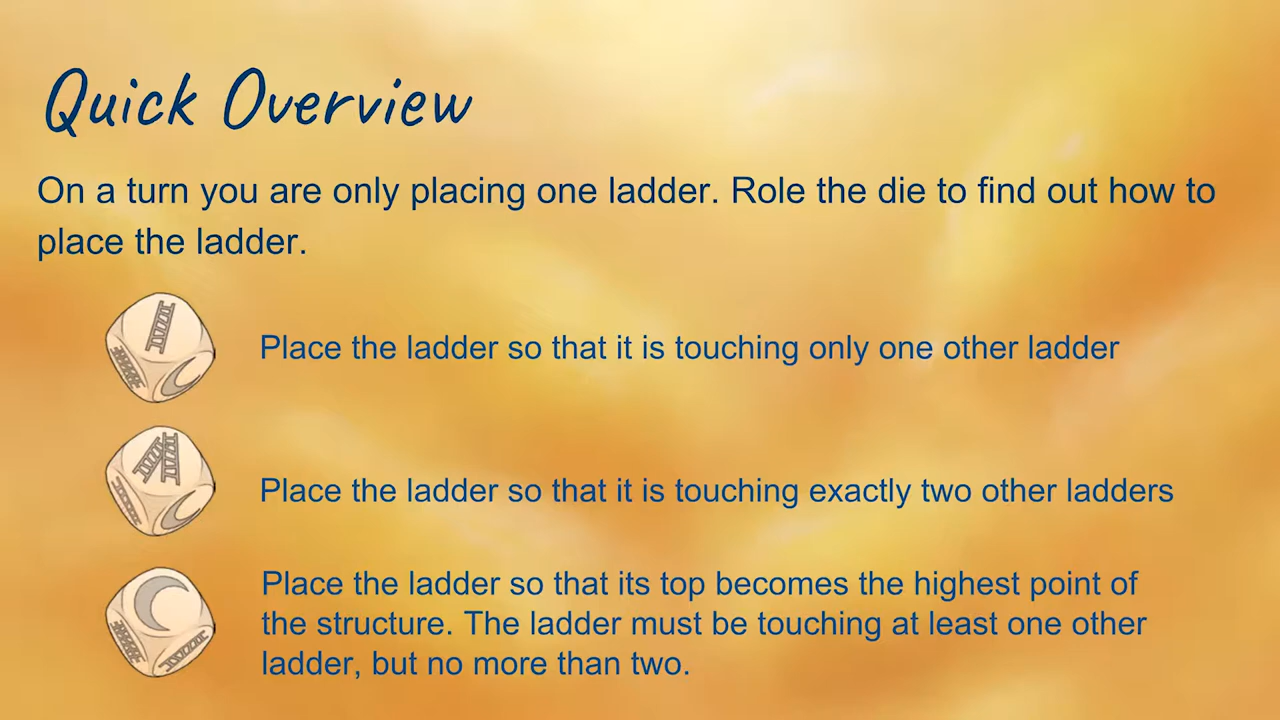 Quick Overview
On a turn you are only placing one ladder. Role the die to find out how to
place the ladder.
Place the ladder so that it is touching only one other ladder
Place the ladder so that it is touching exactly two other ladders
Place the ladder so that its top becomes the highest point of
the structure. The ladder must be touching at least one other
ladder, but no more than two.